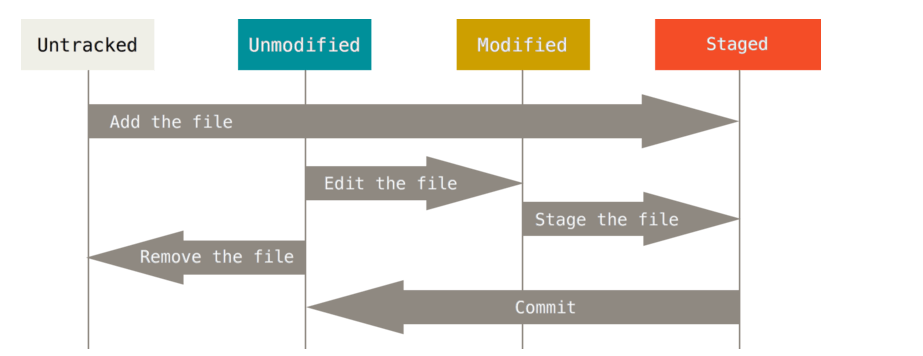 Untracked
Unmodified
Modified
Staged
Add the file
Edit the file
Stage the file
Remove the file
Commit